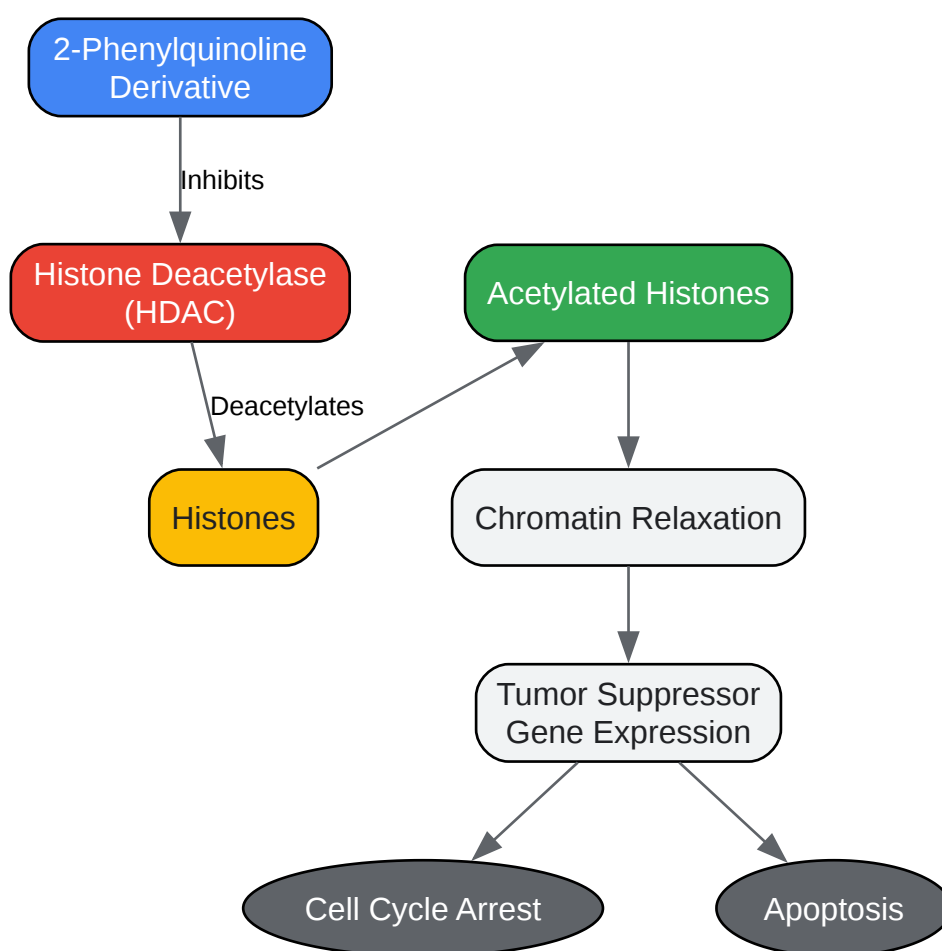 2-Phenylquinoline
Derivative
Inhibits
Histone Deacetylase
(HDAC)
Acetylated Histones
Deacetylates
Histones
Chromatin Relaxation
Tumor Suppressor
Gene Expression
Cell Cycle Arrest
Apoptosis